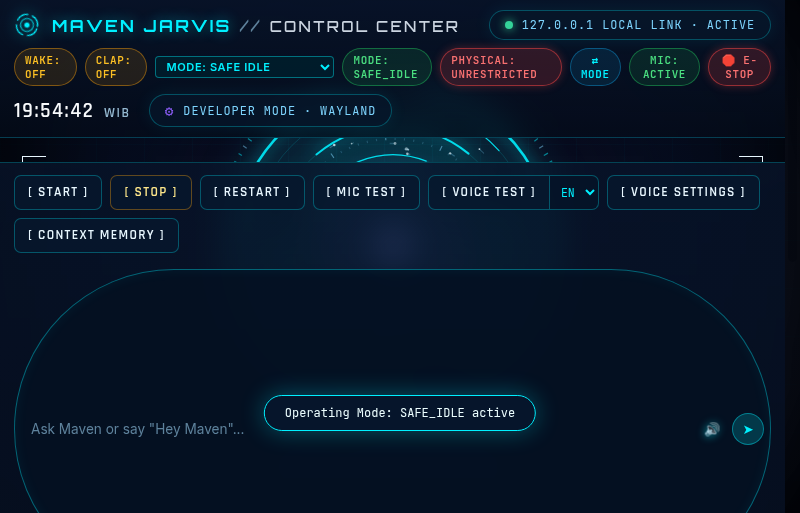 MAVEN JARVIS // CONTROL CENTER
127.0.0.1 LOCAL LINK · ACTIVE
WAKE: OFF
CLAP: OFF
MODE: SAFE IDLE
MODE: SAFE_IDLE
PHYSICAL: UNRESTRICTED
⇄ MODE
MIC: ACTIVE
🛑 E-STOP
19:54:42 WIB
⚙ DEVELOPER MODE · WAYLAND
[ START ]
[ STOP ]
[ RESTART ]
[ MIC TEST ]
[ VOICE TEST ]
EN
[ VOICE SETTINGS ]
[ CONTEXT MEMORY ]
Operating Mode: SAFE_IDLE active
Ask Maven or say "Hey Maven"...